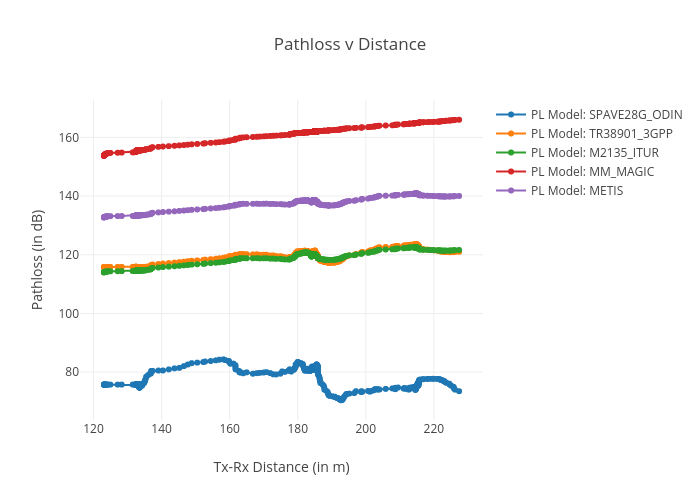 Pathloss v Distance
PL Model: SPAVE28G_ODIN
PL Model: TR38901_3GPP
PL Model: M2135_ITUR
PL Model: MM_MAGIC
PL Model: METIS
Pathloss (in dB)
160
140
120
100
80
120 140 160 180 200 220
Tx-Rx Distance (in m)